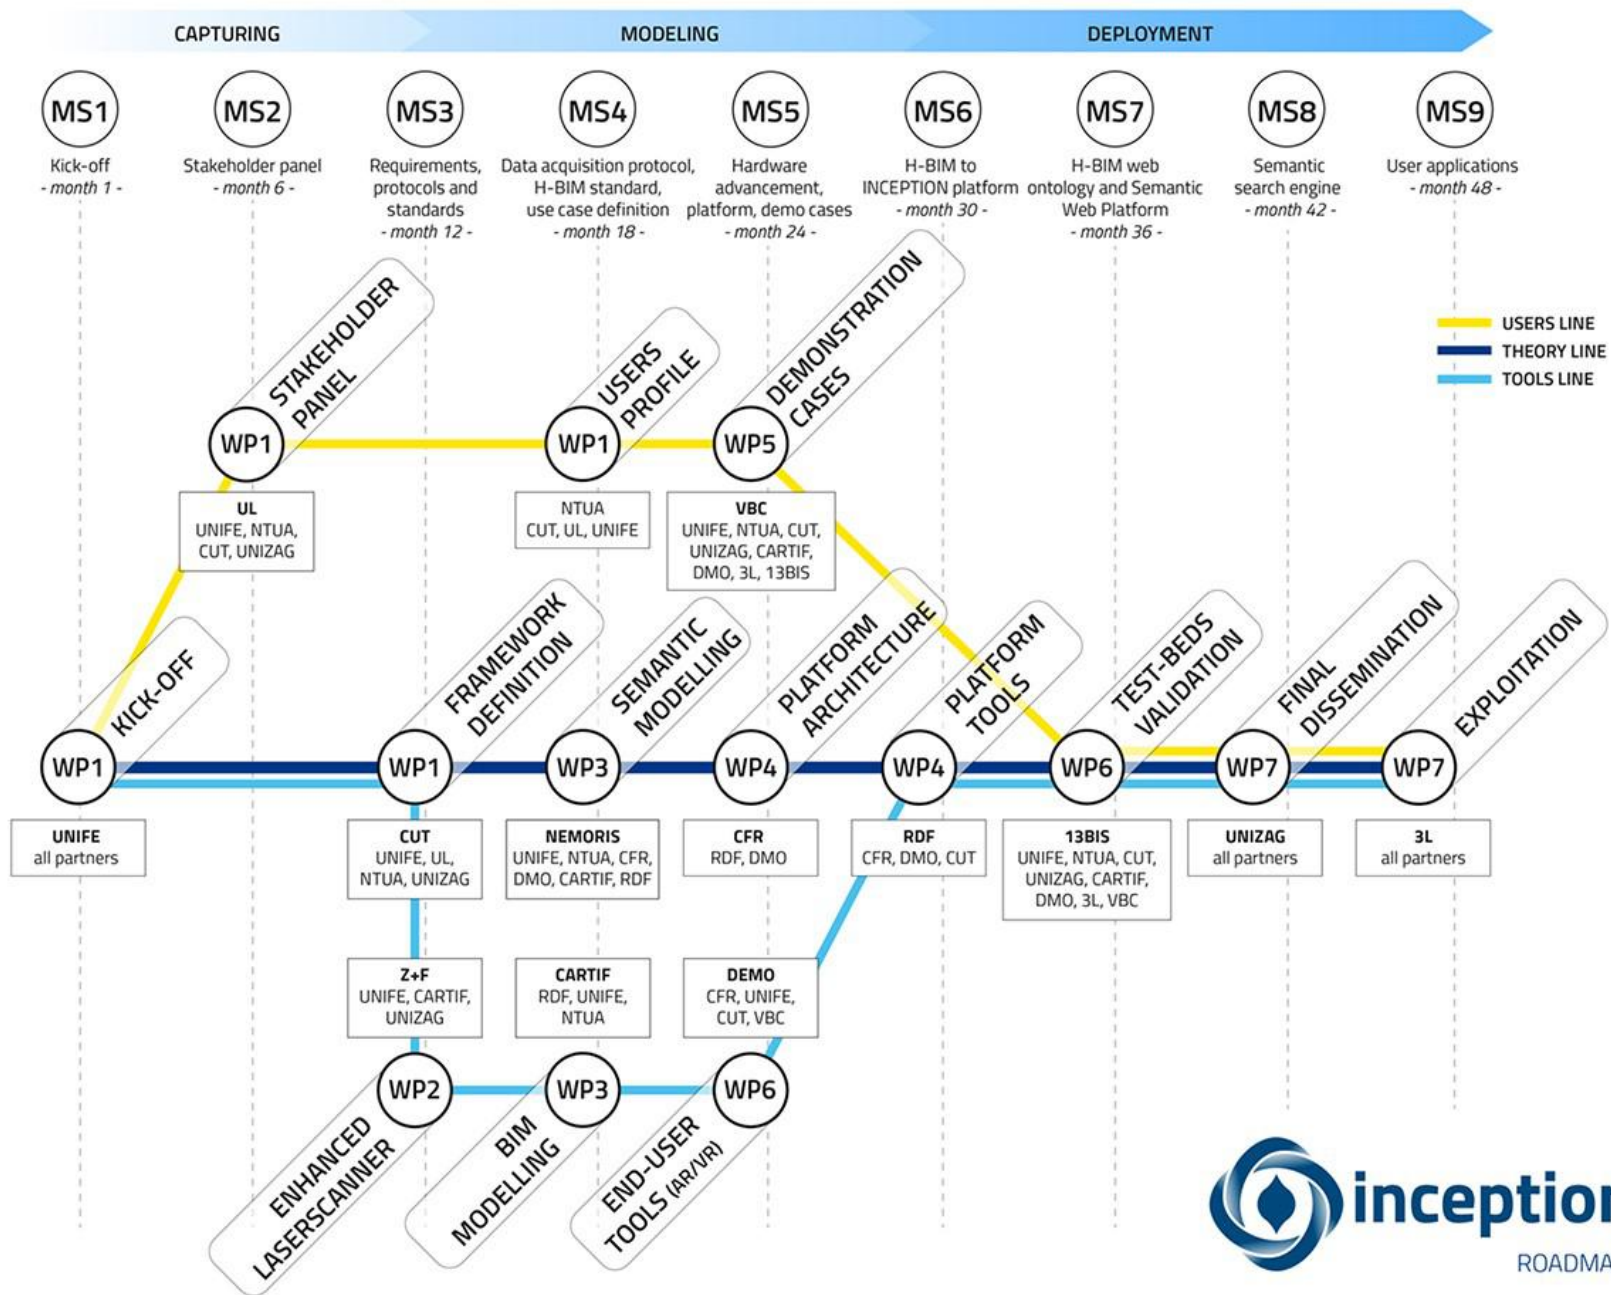 CAPTURING
MODELING
DEPLOYMENT
MS1
MS2
MS3
MS4
MS5
MS6
MS7
MS8
MS9
Kick-off
- month 1 -
Stakeholder panel
- month 6 -
Requirements,
protocols and
standards
- month 12 -
Data acquisition protocol,
H-BIM standard,
use case definition
- month 18 -
Hardware
advancement,
platform, demo cases
- month 24 -
H-BIM to
INCEPTION platform
- month 30 -
H-BIM web
ontology and Semantic
Web Platform
- month 36 -
Semantic
search engine
- month 42 -
User applications
- month 48 -
USERS LINE
THEORY LINE
TOOLS LINE
WP1
STAKEHOLDER
PANEL
UL
UNIFE, NTUA,
CUT, UNIZAG
WP1
USERS
PROFILE
NTUA
CUT, UL, UNIFE
WP5
DEMONSTRATION
CASES
VBC
UNIFE, NTUA, CUT,
UNIZAG, CARTIF,
DMO, 3L, 13BIS
WP1
KICK-OFF
UNIFE
all partners
WP1
FRAMEWORK
DEFINITION
CUT
UNIFE, UL,
NTUA, UNIZAG
WP3
SEMANTIC
MODELLING
NEMORIS
UNIFE, NTUA, CFR,
DMO, CARTIF, RDF
WP4
PLATFORM
ARCHITECTURE
CFR
RDF, DMO
WP4
PLATFORM
TOOLS
RDF
CFR, DMO, CUT
WP6
TEST-BEDS
VALIDATION
13BIS
UNIFE, NTUA, CUT,
UNIZAG, CARTIF,
DMO, 3L, VBC
WP7
FINAL
DISSEMINATION
UNIZAG
all partners
WP7
EXPLOITATION
3L
all partners
Z+F
UNIFE, CARTIF,
UNIZAG
WP2
ENHANCED
LASERSCANNER
CARTIF
RDF, UNIFE,
NTUA
WP3
BIM
MODELLING
DEMO
CFR, UNIFE,
CUT, VBC
WP6
END-USER
TOOLS (AR/VR)
inception
ROADMA